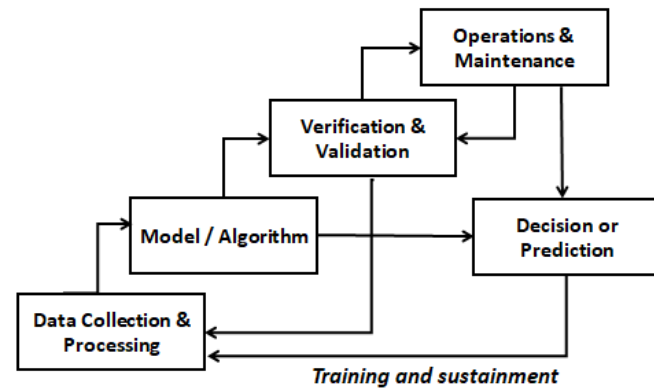 Operations &
Maintenance
Verification &
Validation
Model / Algorithm
Decision or
Prediction
Data Collection &
Processing
Training and sustainment